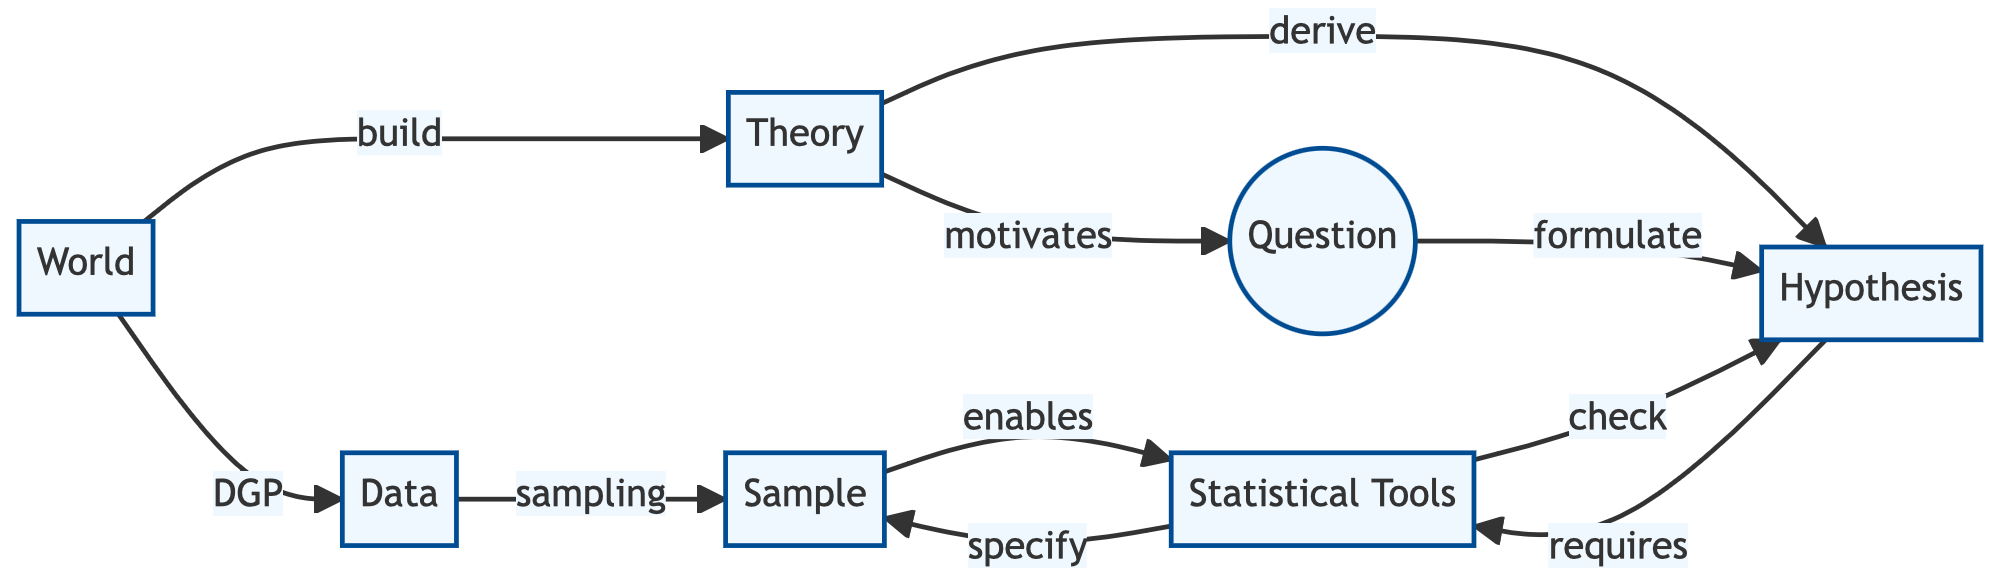 derive
build
Theory
motivates
Question
formulate
World
Hypothesis
enables
check
DGP
Data
sampling
Sample
Statistical Tools
specify
requires